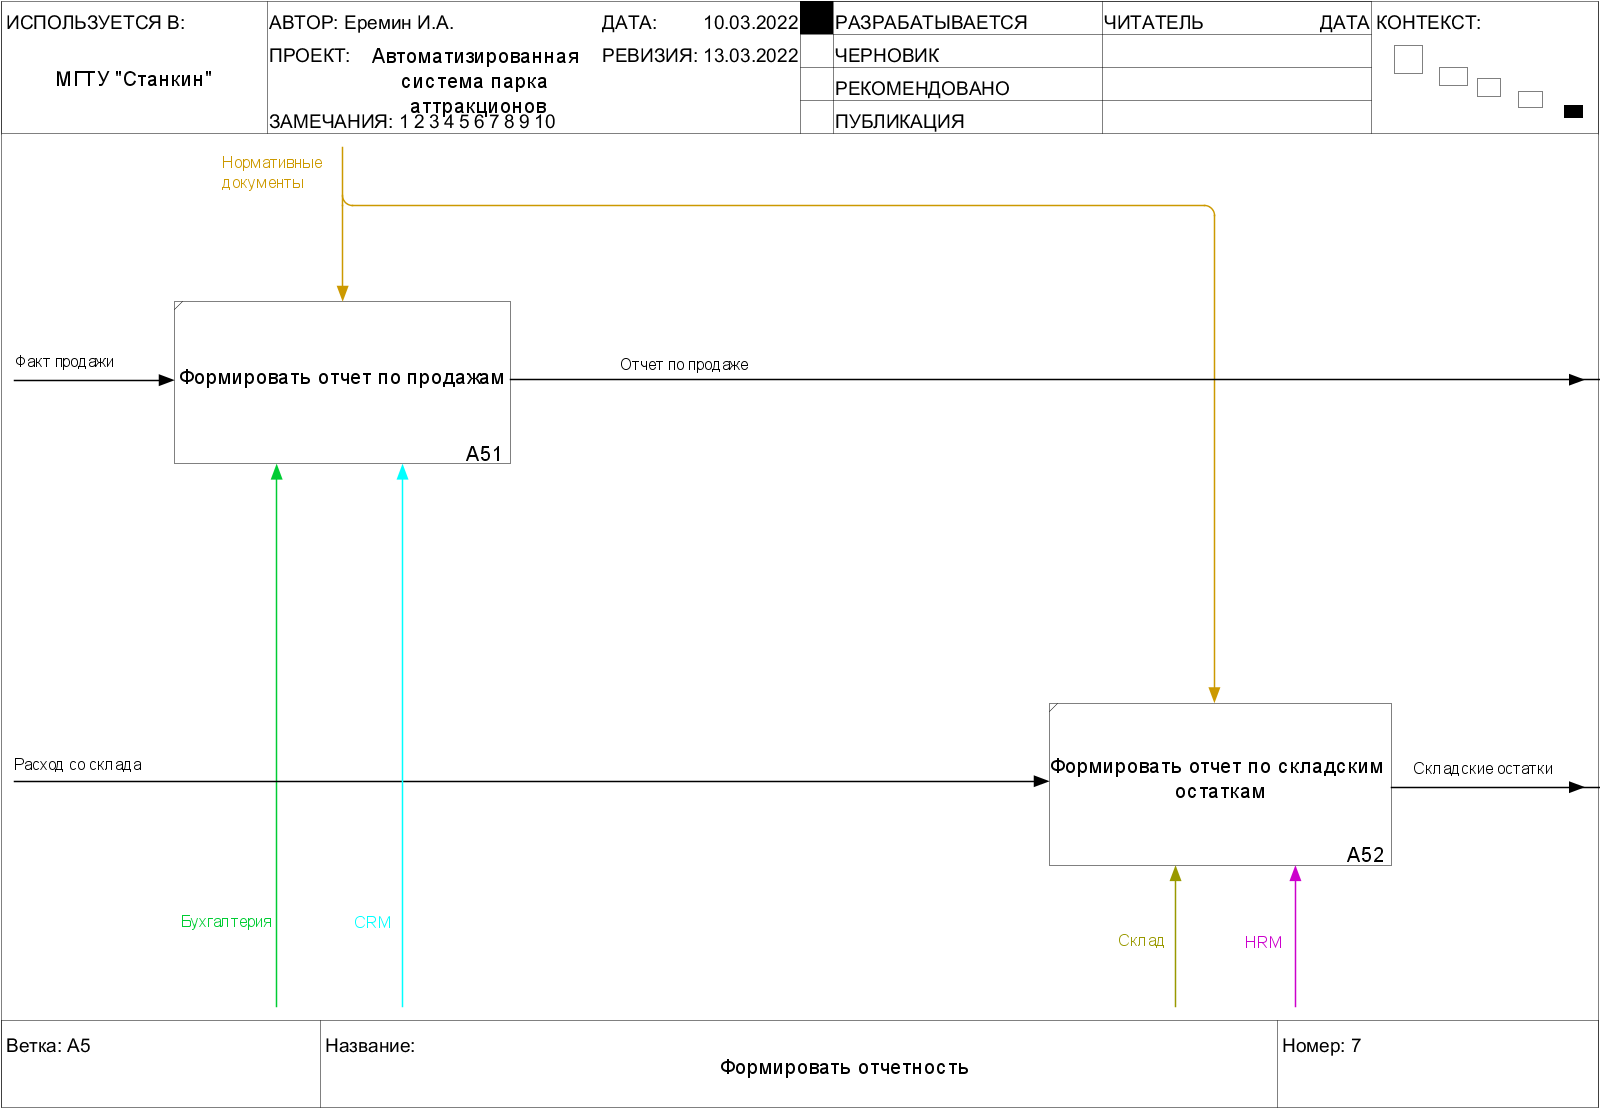 ИСПОЛЬЗУЕТСЯ В:
МГТУ "Станкин"
АВТОР: Еремин И.А.
ДАТА: 10.03.2022
ПРОЕКТ: Автоматизированная
система парка
аттракционов
РЕВИЗИЯ: 13.03.2022
ЗАМЕЧАНИЯ: 1 2 3 4 5 6 7 8 9 10
РАЗРАБАТЫВАЕТСЯ
ЧЕРНОВИК
РЕКОМЕНДОВАНО
ПУБЛИКАЦИЯ
ЧИТАТЕЛЬ
ДАТА
КОНТЕКСТ:
Нормативные
документы
Факт продажи
Формировать отчет по продажам
A51
Отчет по продаже
Расход со склада
Формировать отчет по складским
остаткам
A52
Складские остатки
Бухгалтерия
CRM
Склад
HRM
Ветка: A5
Название:
Формировать отчетность
Номер: 7